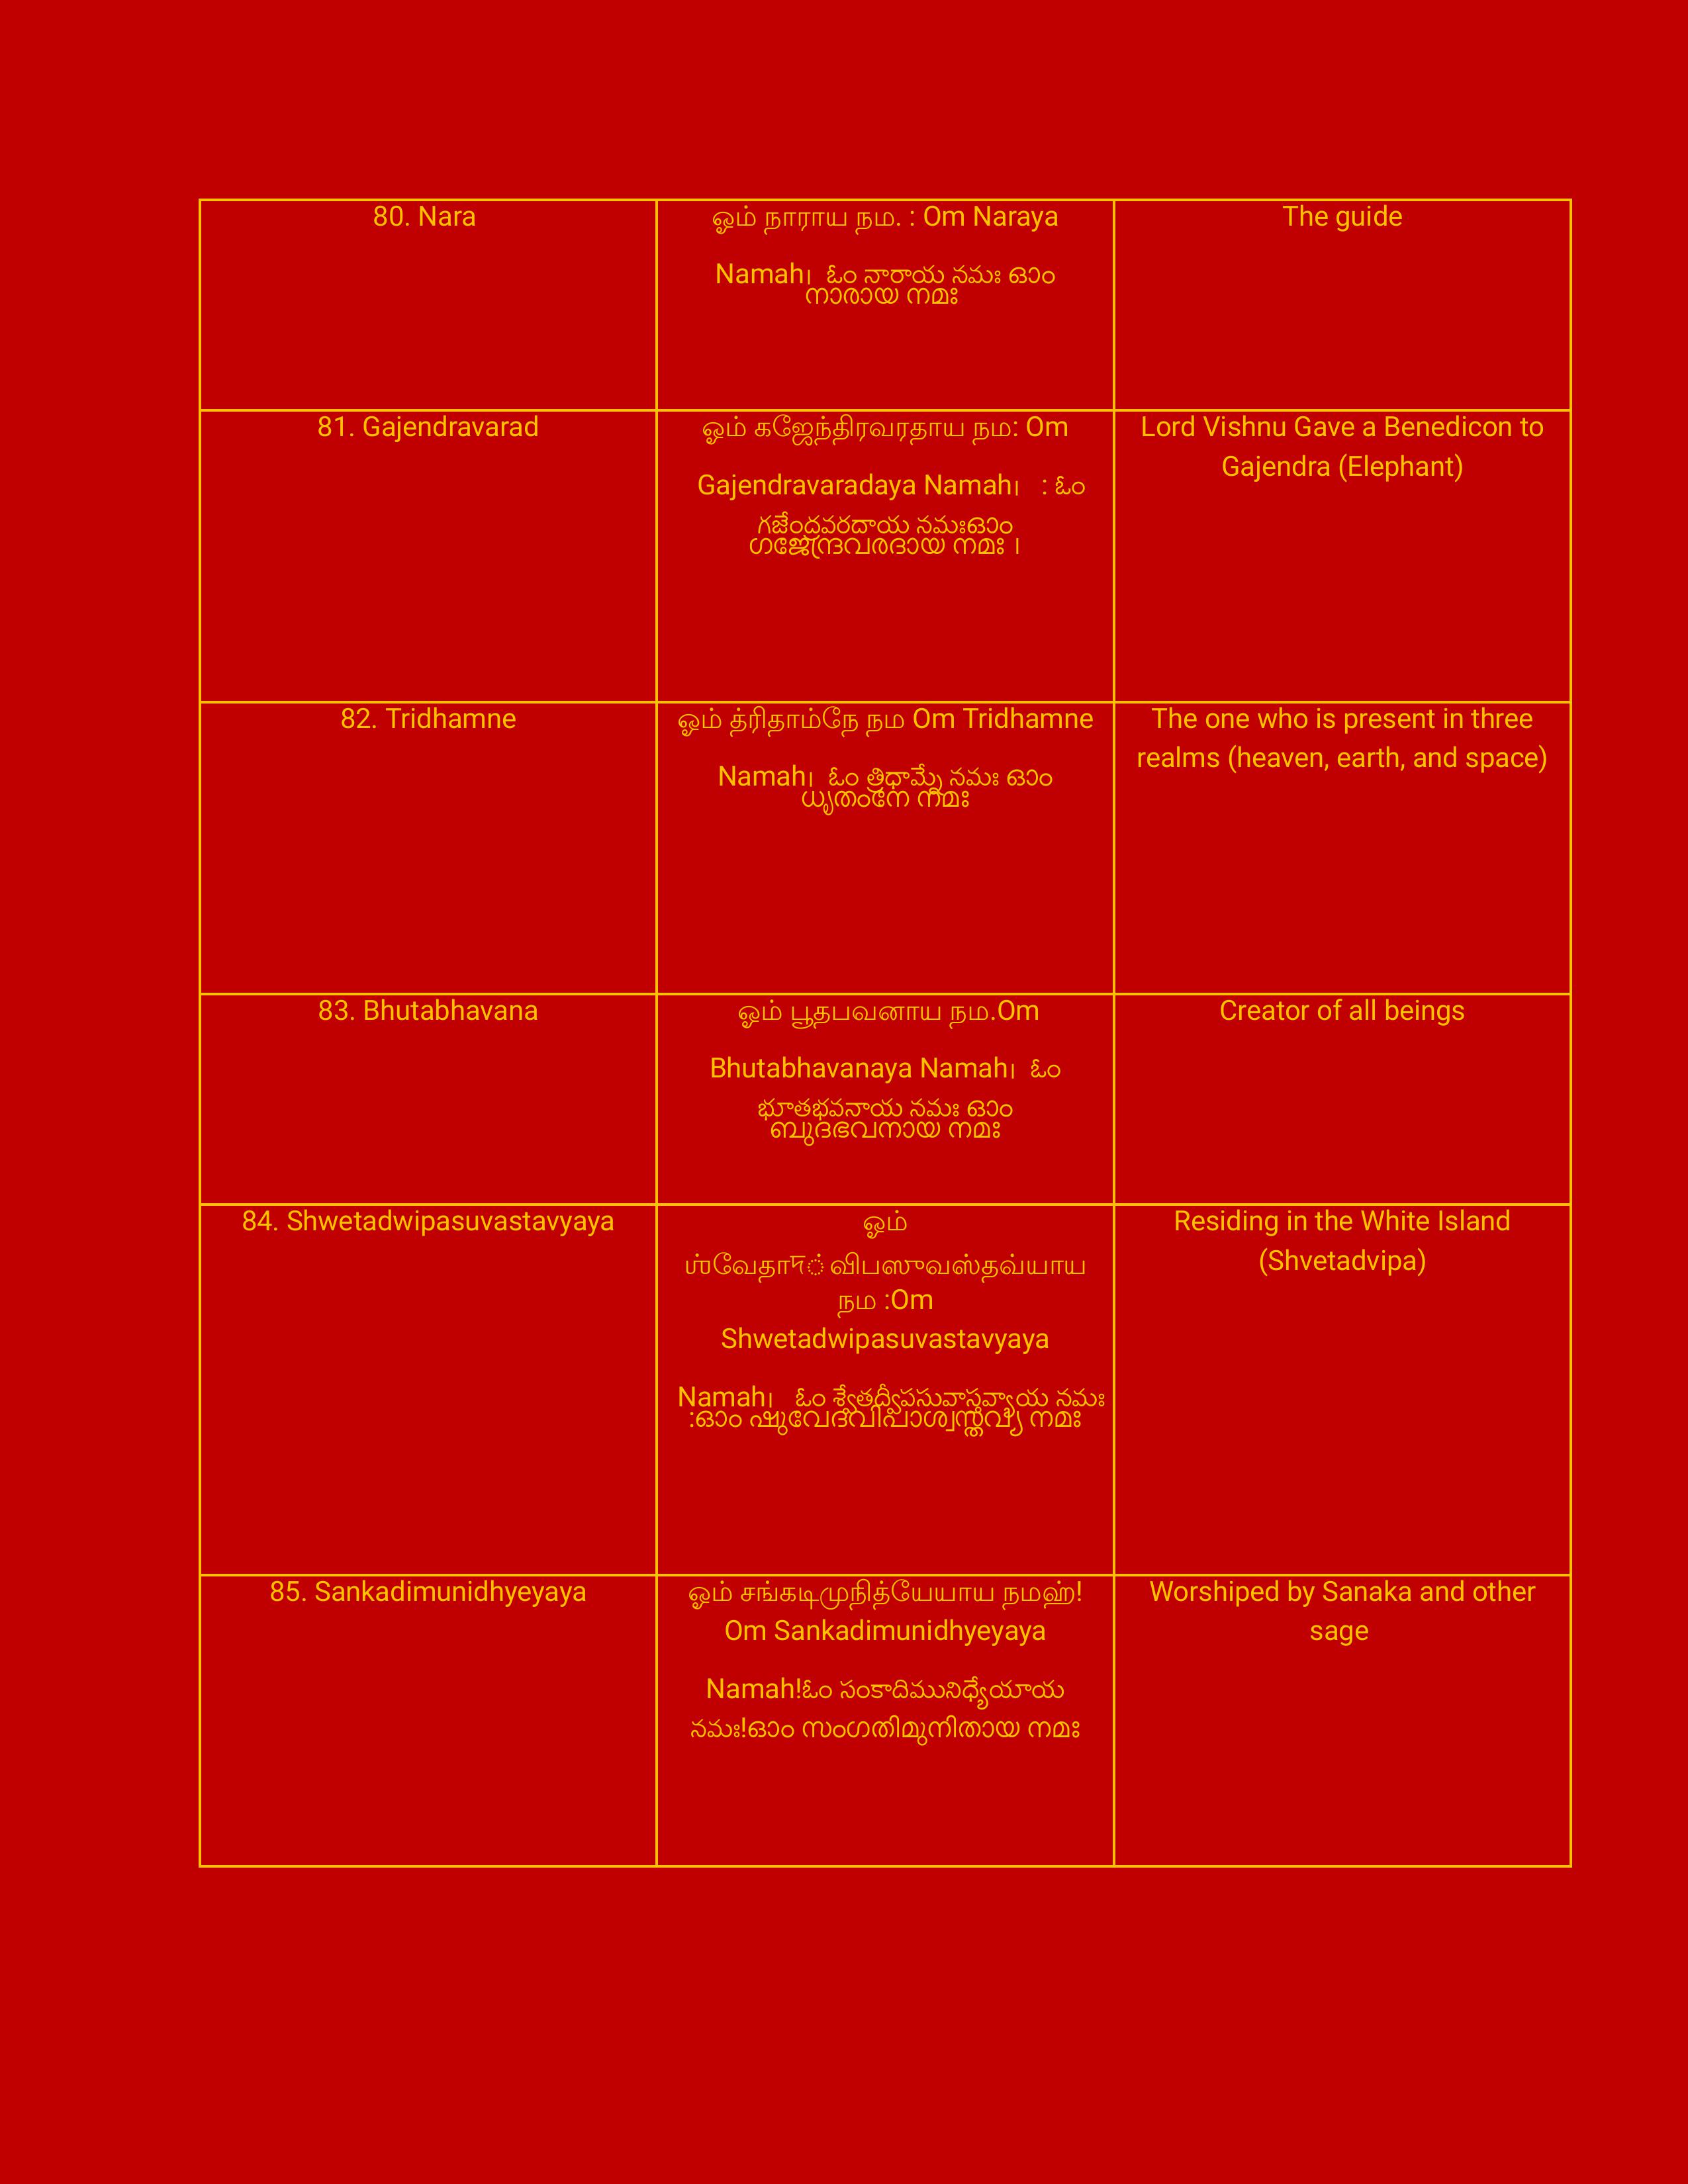 80. Nara
ஓம் நாராய நம. : Om Naraya
Namah।  ఓం నారాయ నమః ഓം
നാരായ നമഃ
The guide
81. Gajendravarad
ஓம் கஜேந்திரவரதாய நம: Om
Gajendravaradaya Namah।   : ఓం
గజేంద్రవరదాయ నమఃഓം
ഗജേന്ദ്രവരദായ നമഃ ।
Lord Vishnu Gave a Benedicon to
Gajendra (Elephant)
82. Tridhamne
ஓம் த்ரிதாம்நே நம Om Tridhamne
Namah।  ఓం త్రిధామ్నే నమః ഓം
ധൃതംനേ നമഃ
The one who is present in three
realms (heaven, earth, and space)
83. Bhutabhavana
ஓம் பூதபவனாய நம.Om
Bhutabhavanaya Namah।  ఓం
భూతభవనాయ నమః ഓം
ബുദഭവനായ നമഃ
Creator of all beings
84. Shwetadwipasuvastavyaya
ஓம்
ஶ்வேதாद் விபஸுவஸ்தவ்யாய
நம :Om
Shwetadwipasuvastavyaya
Namah।   ఓం శ్వేతద్వీపసువాస్తవ్యాయ నమః
:ഓം ഷുവേദവിപാശ്വസ്തവ്യ നമഃ
Residing in the White Island
(Shvetadvipa)
85. Sankadimunidhyeyaya
ஓம் சங்கடிமுநித்யேயாய நமஹ்!
Om Sankadimunidhyeyaya
Namah!ఓం సంకాదిమునిధ్యేయాయ
నమః!ഓം സംഗതിമുനിതായ നമഃ
Worshiped by Sanaka and other
sage